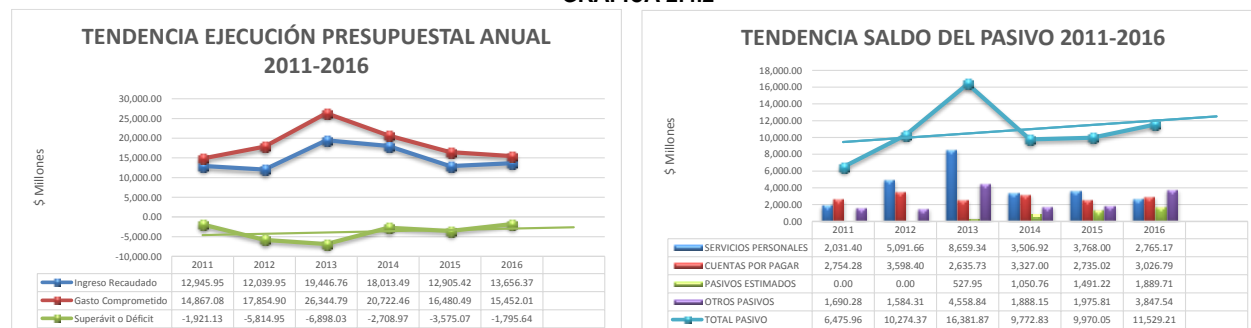 TENDENCIA EJECUCIÓN PRESUPUESTAL ANUAL
2011-2016
$ Millones
30,000.00
25,000.00
20,000.00
15,000.00
10,000.00
5,000.00
0.00
-5,000.00
-10,000.00
2011 2012 2013 2014 2015 2016
Ingreso Recaudado 12,945.95 12,039.95 19,446.76 18,013.49 12,905.42 13,656.37
Gasto Comprometido 14,867.08 17,854.90 26,344.79 20,722.46 16,480.49 15,452.01
Superávit o Déficit -1,921.13 -5,814.95 -6,898.03 -2,708.97 -3,575.07 -1,795.64
TENDENCIA SALDO DEL PASIVO 2011-2016
$ Millones
18,000.00
16,000.00
14,000.00
12,000.00
10,000.00
8,000.00
6,000.00
4,000.00
2,000.00
0.00
2011 2012 2013 2014 2015 2016
SERVICIOS PERSONALES 2,031.40 5,091.66 8,659.34 3,506.92 3,768.00 2,765.17
CUENTAS POR PAGAR 2,754.28 3,598.40 2,635.73 3,327.00 2,735.02 3,026.79
PASIVOS ESTIMADOS 0.00 0.00 527.95 1,050.76 1,491.22 1,889.71
OTROS PASIVOS 1,690.28 1,584.31 4,558.84 1,888.15 1,975.81 3,847.54
TOTAL PASIVO 6,475.96 10,274.37 16,381.87 9,772.83 9,970.05 11,529.21